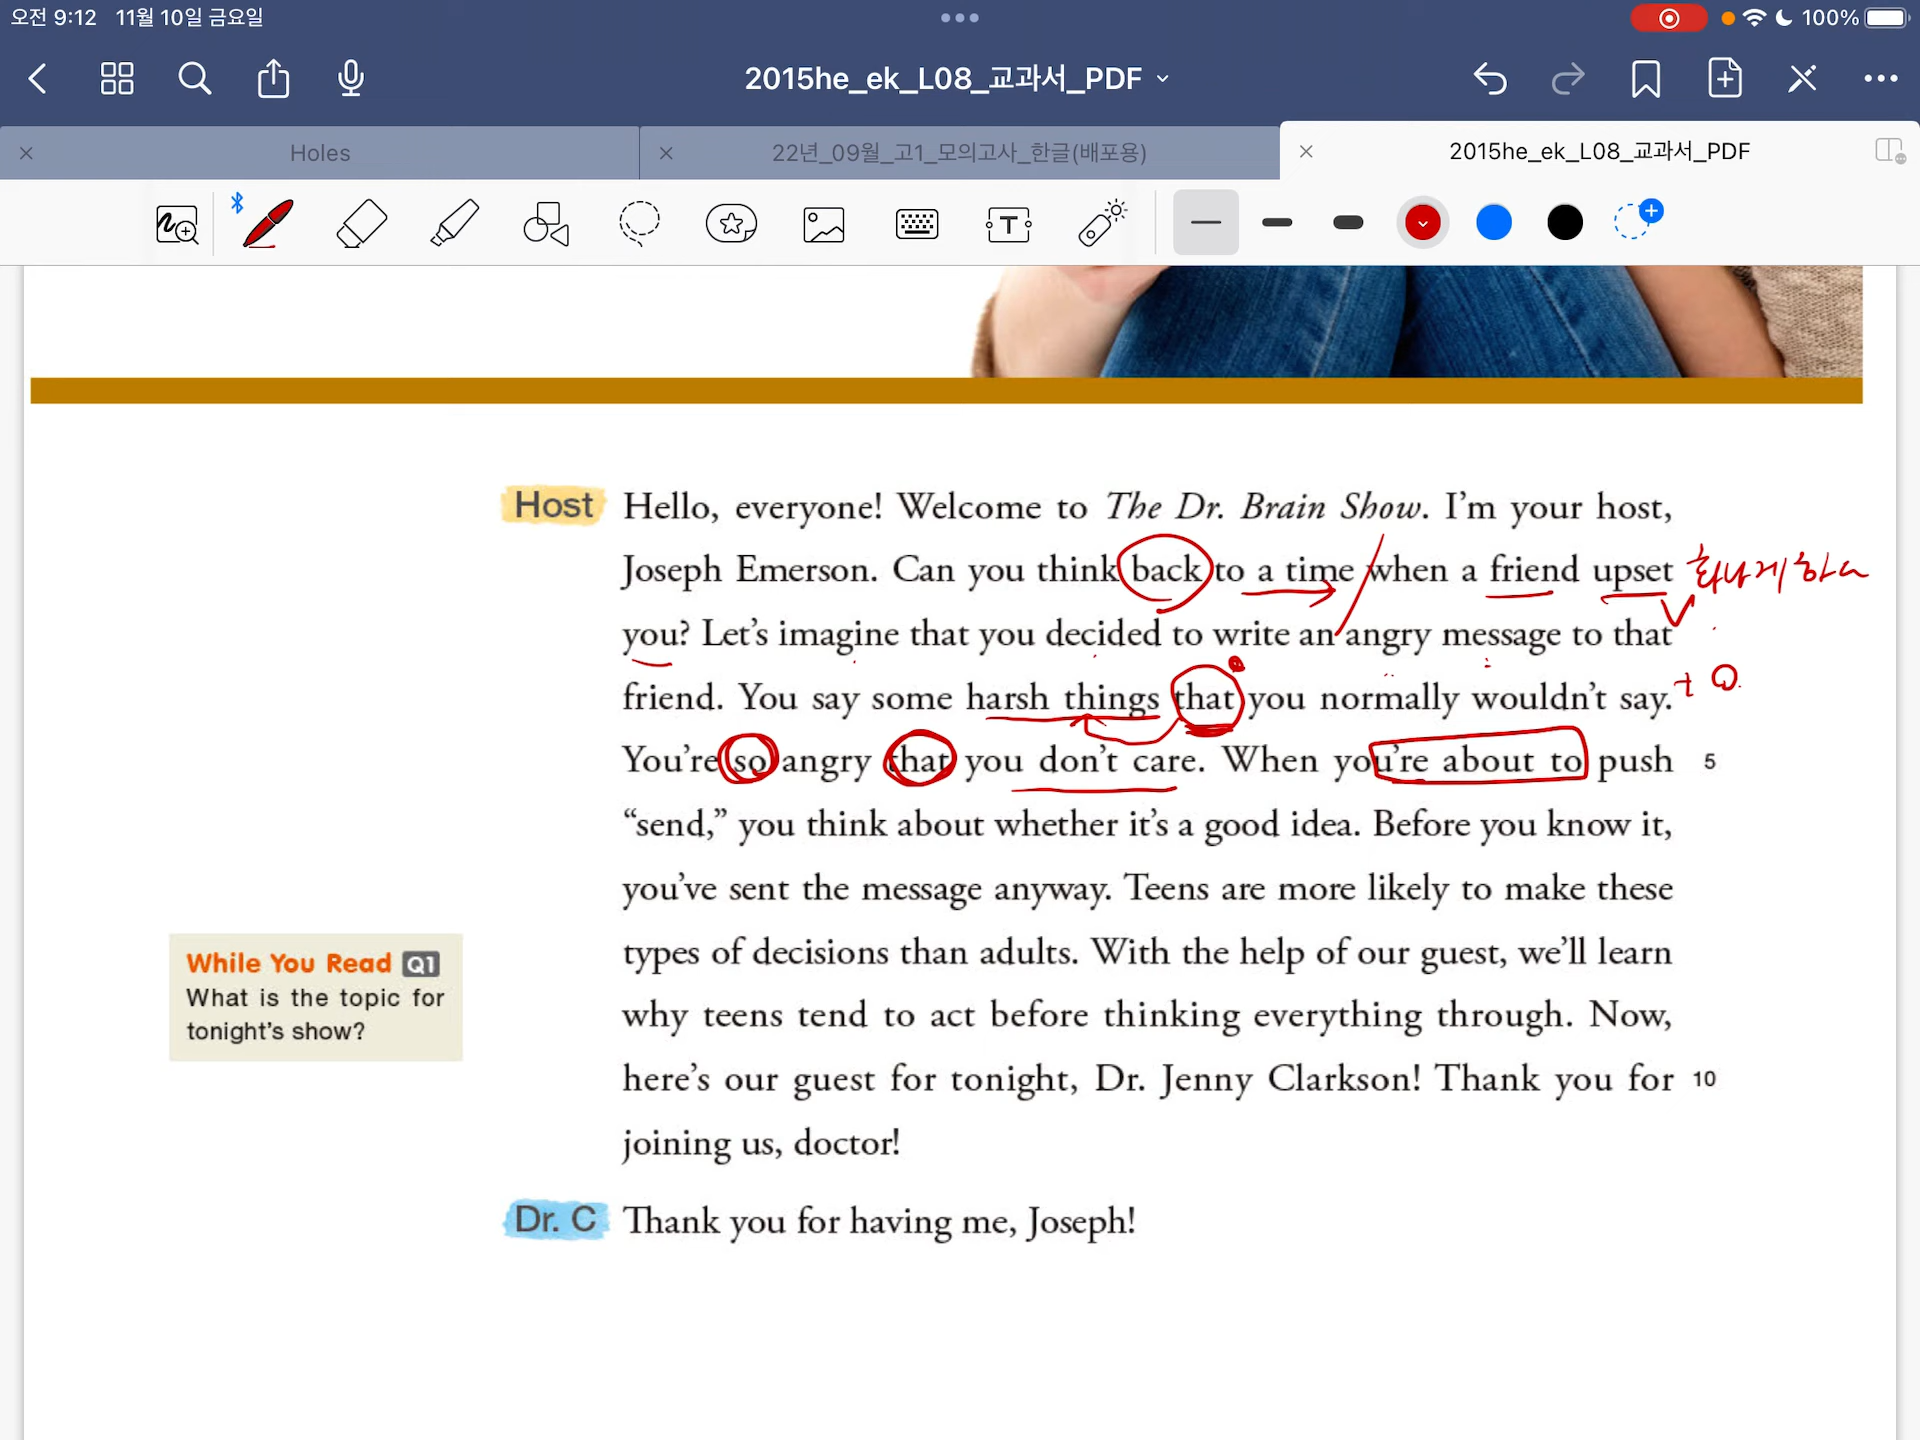 오전 9:12 11월 10일 금요일
100%
2015he_ek_L08_교과서_PDF
Holes
22년_09월_고1_모의고사_한글(배포용)
2015he_ek_L08_교과서_PDF
T
Host Hello, everyone! Welcome to The Dr. Brain Show. I'm your host,
Joseph Emerson. Can you think back to a time when a friend upset 화나게 하다
you? Let's imagine that you decided to write an angry message to that
friend. You say some harsh things that you normally wouldn't say.
You're so angry that you don't care. When you're about to push 5
“send,” you think about whether it's a good idea. Before you know it,
you've sent the message anyway. Teens are more likely to make these
types of decisions than adults. With the help of our guest, we'll learn
why teens tend to act before thinking everything through. Now,
here's our guest for tonight, Dr. Jenny Clarkson! Thank you for 10
joining us, doctor!
While You Read Q1
What is the topic for
tonight's show?
Dr. C Thank you for having me, Joseph!